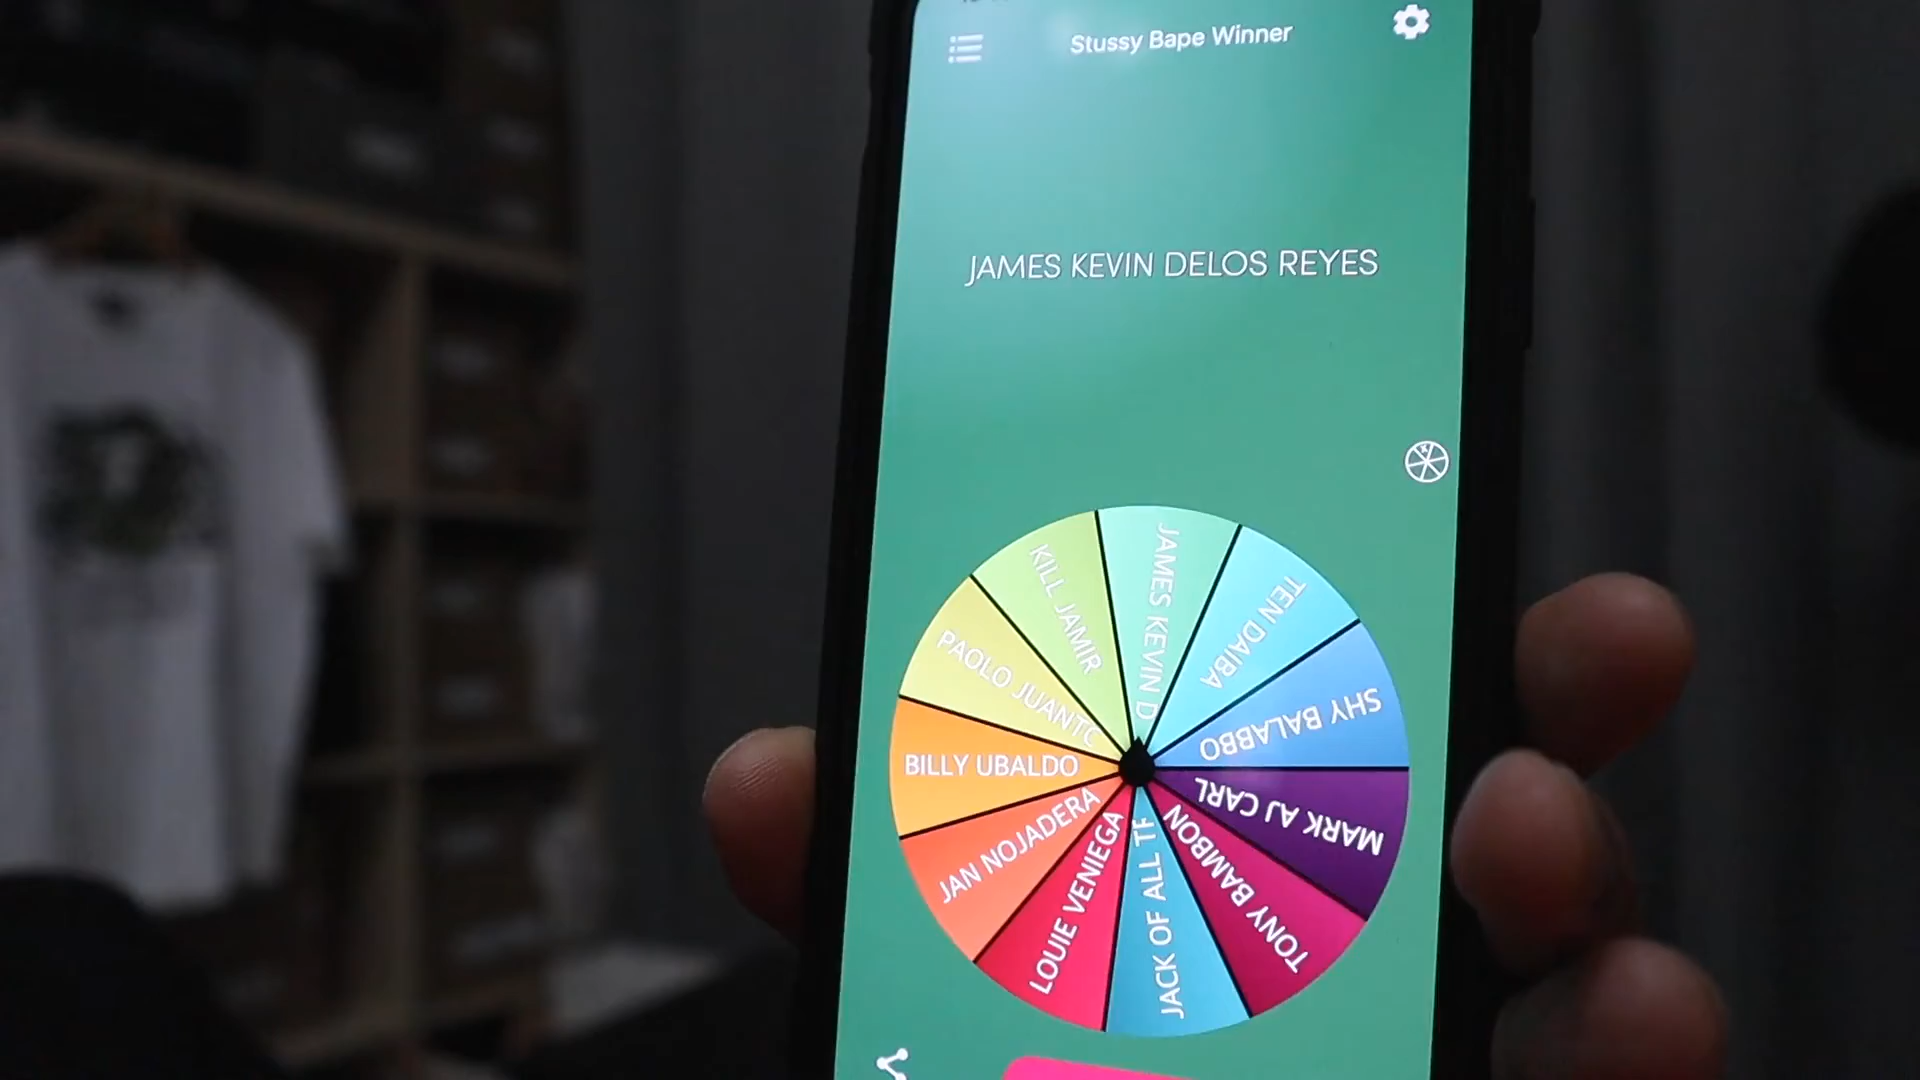 Stussy Bape Winner
JAMES KEVIN DELOS REYES
JAMES KEVIN D
TEN DAIBA
SHY BALABBO
MARK AJ CARL
TONY BAMBON
JACK OF ALL TF
LOUIE VENIEGA
JAN NOJADERA
BILLY UBALDO
PAOLO JUANTC
KILL JAMIR